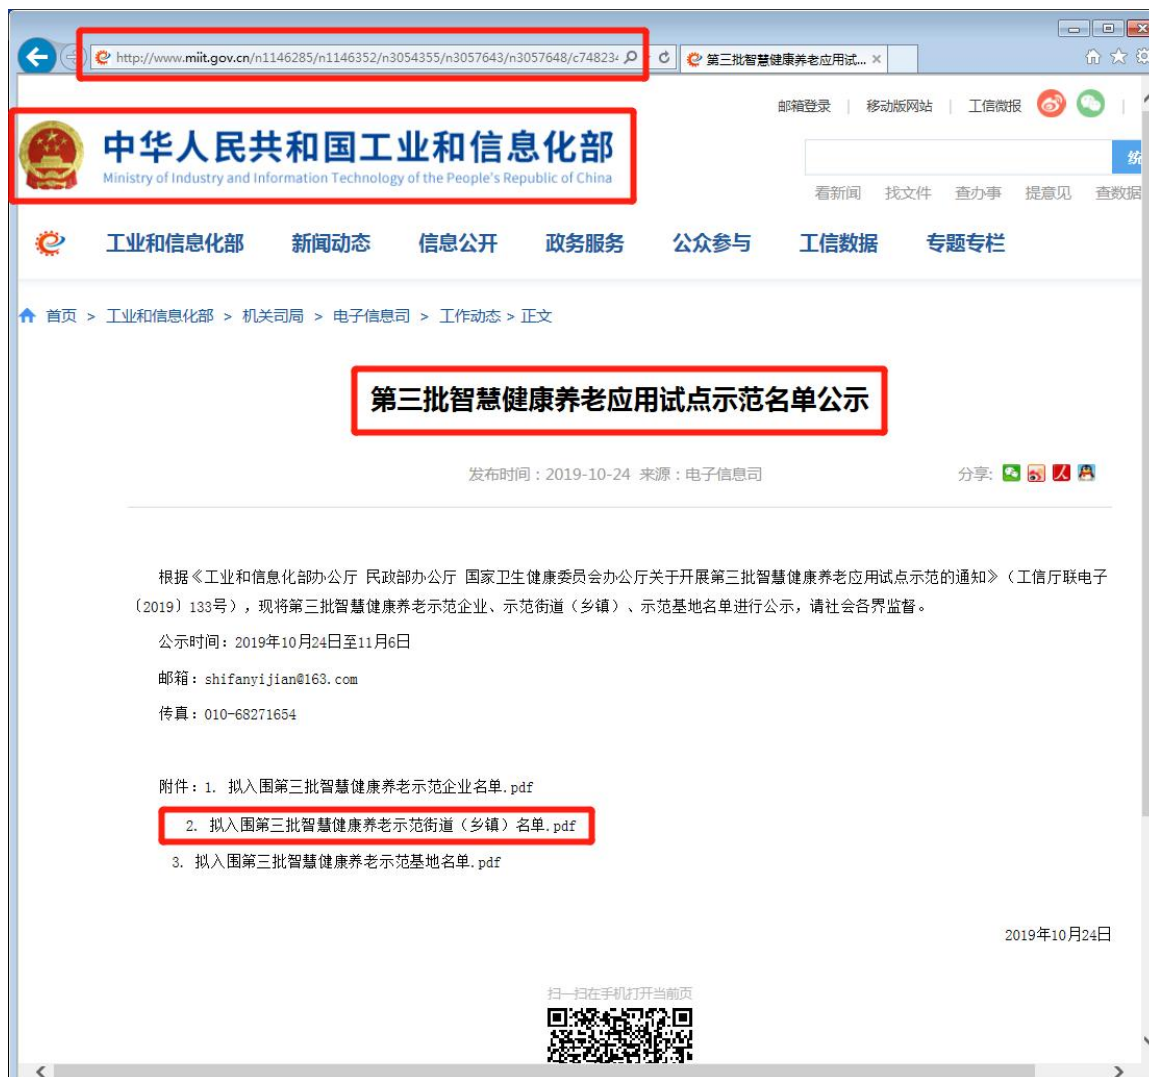 http://www.miit.gov.cn/n1146285/n1146352/n3054355/n3057643/n3057648/c74823
第三批智慧健康养老应用试...
邮箱登录 | 移动版网站 | 工信微报 |
中华人民共和国工业和信息化部
Ministry of Industry and Information Technology of the People's Republic of China
看新闻 找文件 查办事 提意见 查数据
工业和信息化部 新闻动态 信息公开 政务服务 公众参与 工信数据 专题专栏
首页 > 工业和信息化部 > 机关司局 > 电子信息司 > 工作动态 > 正文
第三批智慧健康养老应用试点示范名单公示
发布时间：2019-10-24 来源：电子信息司
分享:
根据《工业和信息化部办公厅 民政部办公厅 国家卫生健康委员会办公厅关于开展第三批智慧健康养老应用试点示范的通知》（工信厅联电子
〔2019〕133号），现将第三批智慧健康养老示范企业、示范街道（乡镇）、示范基地名单进行公示，请社会各界监督。
公示时间：2019年10月24日至11月6日
邮箱：shifanyijian@163.com
传真：010-68271654
附件：1. 拟入围第三批智慧健康养老示范企业名单.pdf
2. 拟入围第三批智慧健康养老示范街道（乡镇）名单.pdf
3. 拟入围第三批智慧健康养老示范基地名单.pdf
2019年10月24日
扫一扫在手机打开当前页